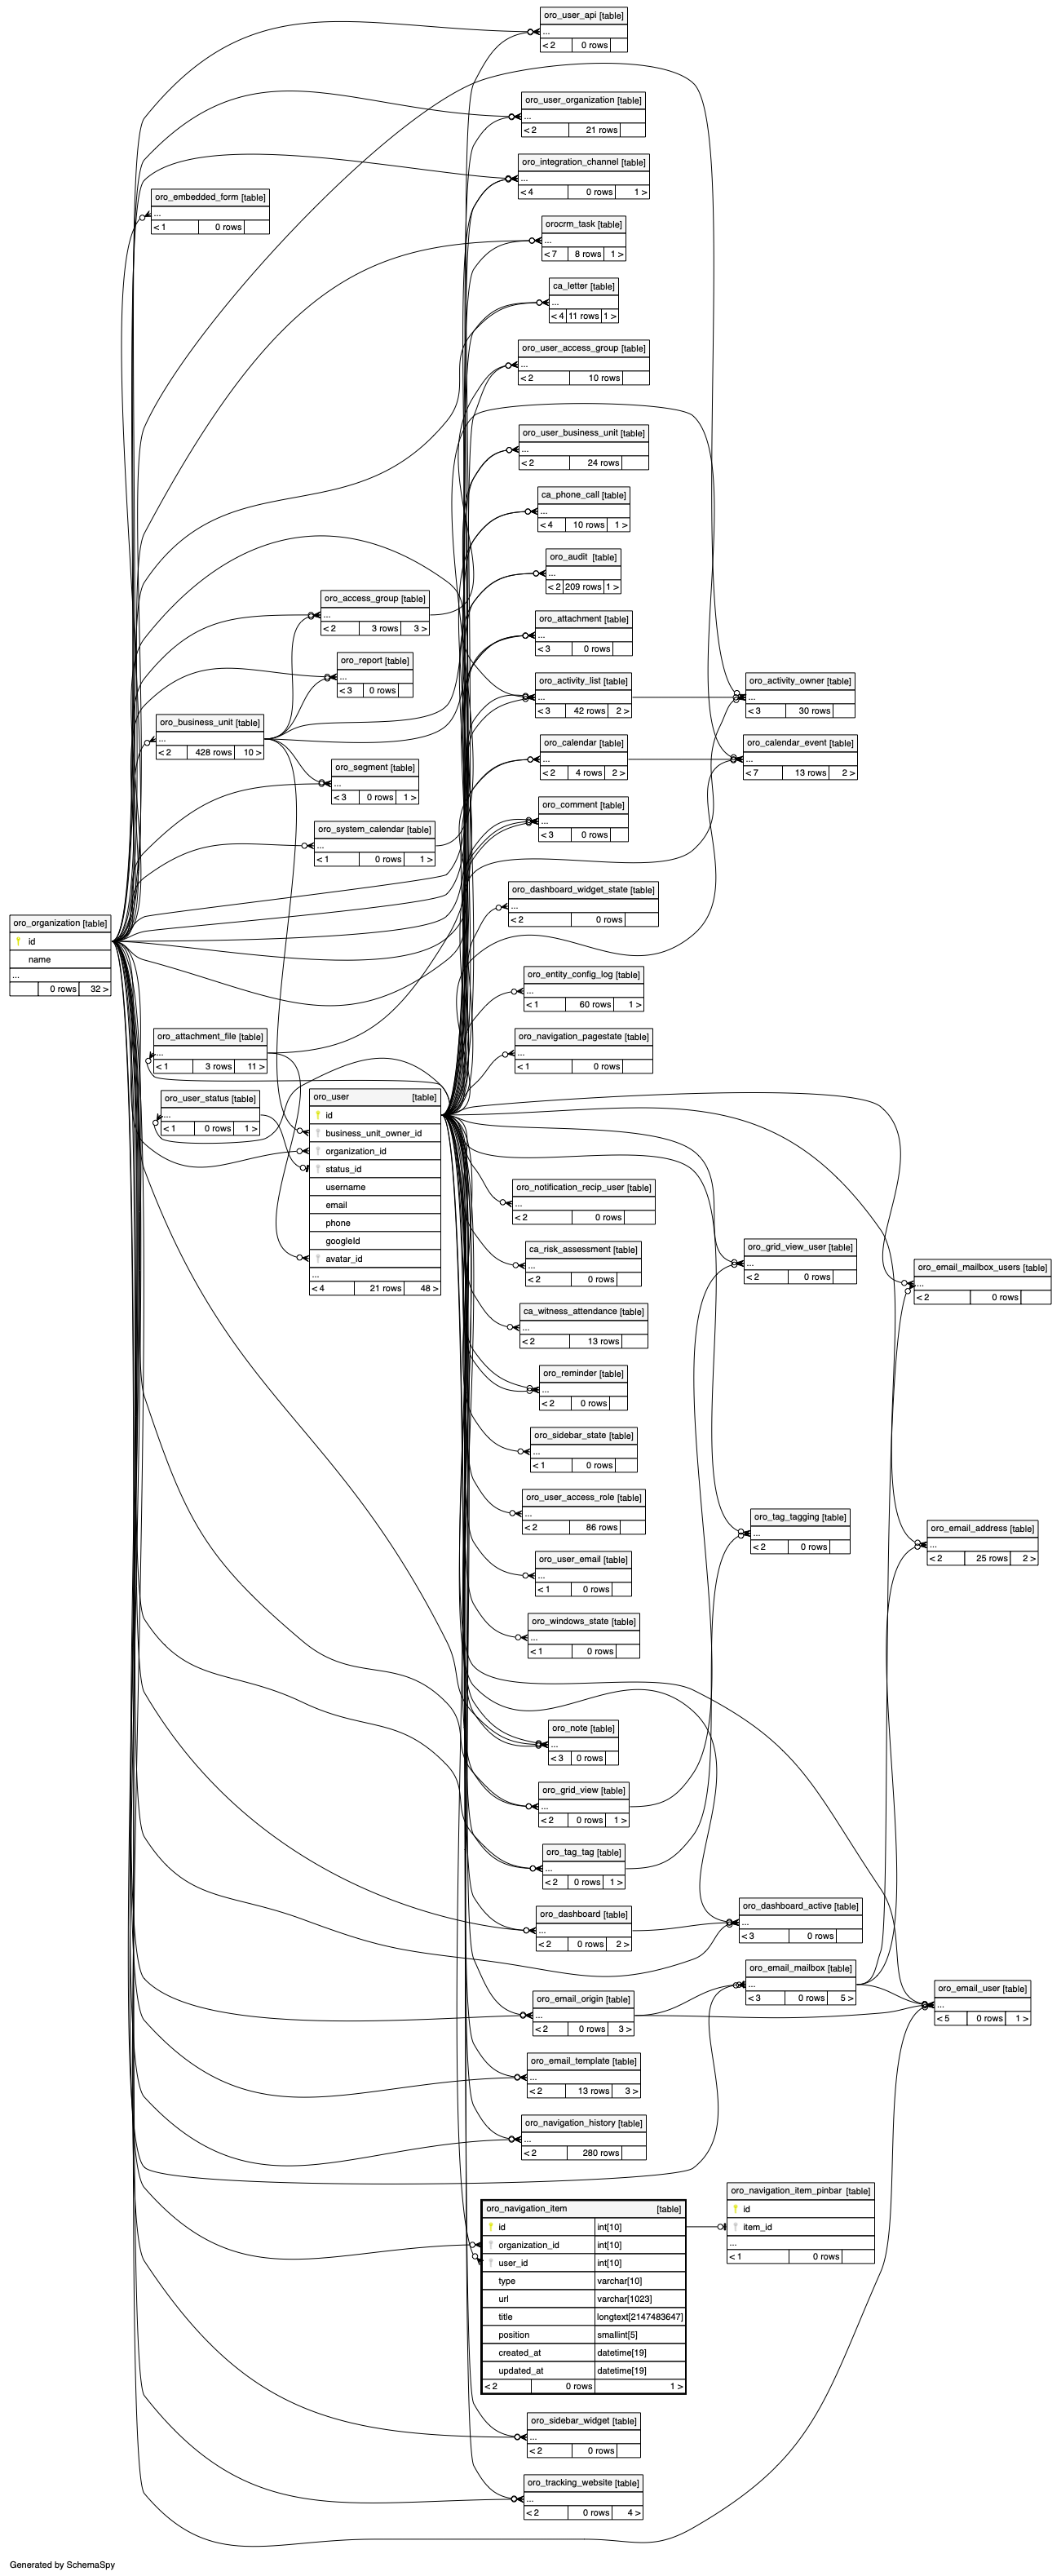 oro_user_api [table]
...
< 2 0 rows
oro_user_organization [table]
...
< 2 21 rows
oro_integration_channel [table]
...
< 4 0 rows 1 >
oro_embedded_form [table]
...
< 1 0 rows
orocrm_task [table]
...
< 7 8 rows 1 >
ca_letter [table]
...
< 4 11 rows 1 >
oro_user_access_group [table]
...
< 2 10 rows
oro_user_business_unit [table]
...
< 2 24 rows
ca_phone_call [table]
...
< 4 10 rows 1 >
oro_audit [table]
...
< 2 209 rows 1 >
oro_access_group [table]
...
< 2 3 rows 3 >
oro_attachment [table]
...
< 3 0 rows
oro_report [table]
...
< 3 0 rows
oro_activity_list [table]
...
< 3 42 rows 2 >
oro_activity_owner [table]
...
< 3 30 rows
oro_business_unit [table]
...
< 2 428 rows 10 >
oro_calendar [table]
...
< 2 4 rows 2 >
oro_calendar_event [table]
...
< 7 13 rows 2 >
oro_segment [table]
...
< 3 0 rows 1 >
oro_comment [table]
...
< 3 0 rows
oro_system_calendar [table]
...
< 1 0 rows 1 >
oro_dashboard_widget_state [table]
...
< 2 0 rows
oro_organization [table]
id
name
...
0 rows 32 >
oro_entity_config_log [table]
...
< 1 60 rows 1 >
oro_attachment_file [table]
...
< 1 3 rows 11 >
oro_navigation_pagestate [table]
...
< 1 0 rows
oro_user_status [table]
...
< 1 0 rows 1 >
oro_user [table]
id
business_unit_owner_id
organization_id
status_id
username
email
phone
googleId
avatar_id
...
< 4 21 rows 48 >
oro_notification_recip_user [table]
...
< 2 0 rows
ca_risk_assessment [table]
...
< 2 0 rows
oro_grid_view_user [table]
...
< 2 0 rows
oro_email_mailbox_users [table]
...
< 2 0 rows
ca_witness_attendance [table]
...
< 2 13 rows
oro_reminder [table]
...
< 2 0 rows
oro_sidebar_state [table]
...
< 1 0 rows
oro_user_access_role [table]
...
< 2 86 rows
oro_tag_tagging [table]
...
< 2 0 rows
oro_email_address [table]
...
< 2 25 rows 2 >
oro_user_email [table]
...
< 1 0 rows
oro_windows_state [table]
...
< 1 0 rows
oro_note [table]
...
< 3 0 rows
oro_grid_view [table]
...
< 2 0 rows 1 >
oro_tag_tag [table]
...
< 2 0 rows 1 >
oro_dashboard [table]
...
< 2 0 rows 2 >
oro_dashboard_active [table]
...
< 3 0 rows
oro_email_mailbox [table]
...
< 3 0 rows 5 >
oro_email_user [table]
...
< 5 0 rows 1 >
oro_email_origin [table]
...
< 2 0 rows 3 >
oro_email_template [table]
...
< 2 13 rows 3 >
oro_navigation_history [table]
...
< 2 280 rows
oro_navigation_item [table]
id int[10]
organization_id int[10]
user_id int[10]
type varchar[10]
url varchar[1023]
title longtext[2147483647]
position smallint[5]
created_at datetime[19]
updated_at datetime[19]
< 2 0 rows 1 >
oro_navigation_item_pinbar [table]
id
item_id
...
< 1 0 rows
oro_sidebar_widget [table]
...
< 2 0 rows
oro_tracking_website [table]
...
< 2 0 rows 4 >
Generated by SchemaSpy